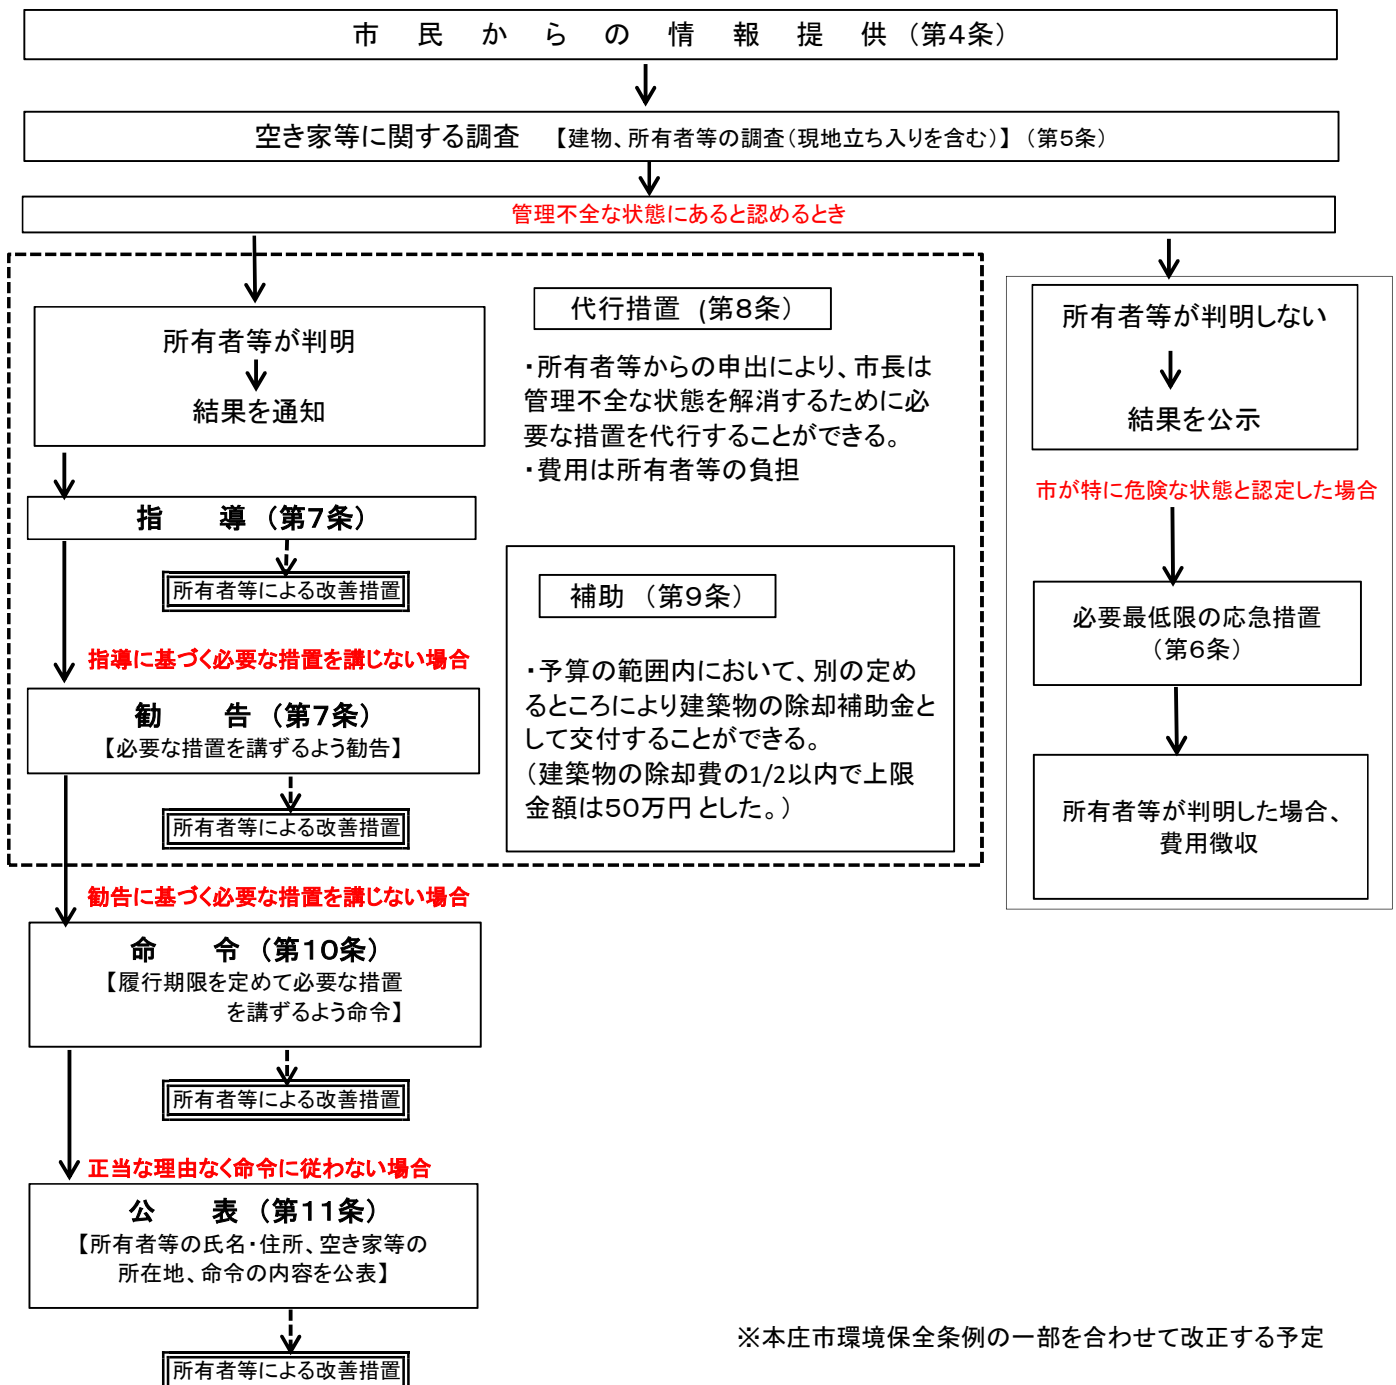 市民からの情報提供（第4条）
空き家等に関する調査　【建物、所有者等の調査（現地立ち入りを含む）】（第5条）
管理不全な状態にあると認めるとき
所有者等が判明
結果を通知
指　導（第7条）
所有者等による改善措置
指導に基づく必要な措置を講じない場合
勧　告（第7条）
【必要な措置を講ずるよう勧告】
所有者等による改善措置
代行措置（第8条）
・所有者等からの申出により、市長は
管理不全な状態を解消するために必
要な措置を代行することができる。
・費用は所有者等の負担
補助（第9条）
・予算の範囲内において、別の定め
るところにより建築物の除却補助金と
して交付することができる。
（建築物の除却費の1/2以内で上限
金額は50万円とした。）
勧告に基づく必要な措置を講じない場合
命　令（第10条）
【履行期限を定めて必要な措置
を講ずるよう命令】
所有者等による改善措置
正当な理由なく命令に従わない場合
公　表（第11条）
【所有者等の氏名・住所、空き家等の
所在地、命令の内容を公表】
所有者等による改善措置
所有者等が判明しない
結果を公示
市が特に危険な状態と認定した場合
必要最低限の応急措置
（第6条）
所有者等が判明した場合、
費用徴収
※本庄市環境保全条例の一部を合わせて改正する予定